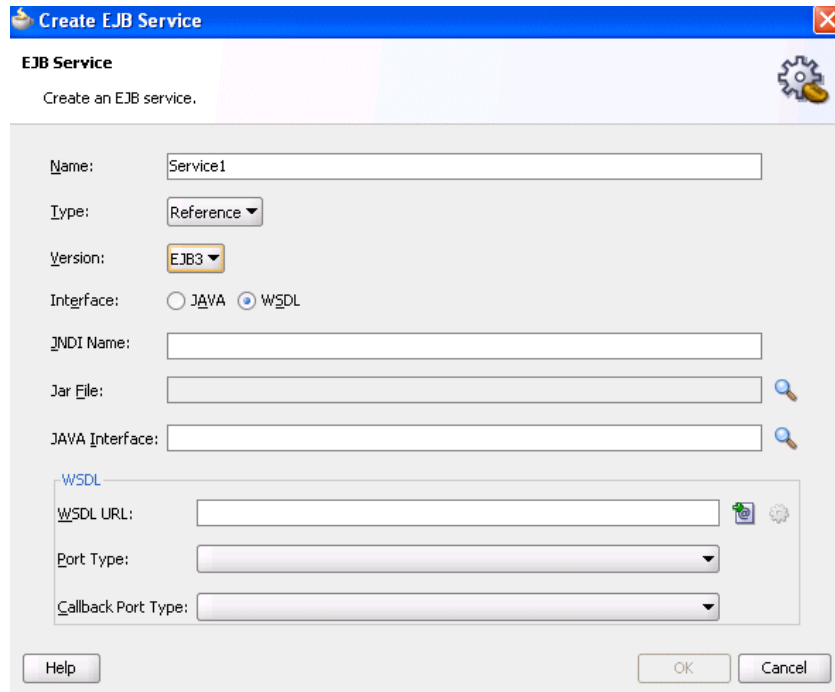 Create EJB Service
EJB Service
Create an EJB service.
Name: Service1
Type: Reference
Version: EJB3
Interface: JAVA WSDL
JNDI Name:
Jar File:
JAVA Interface:
WSDL
WSDL URL:
Port Type:
Callback Port Type:
Help OK Cancel